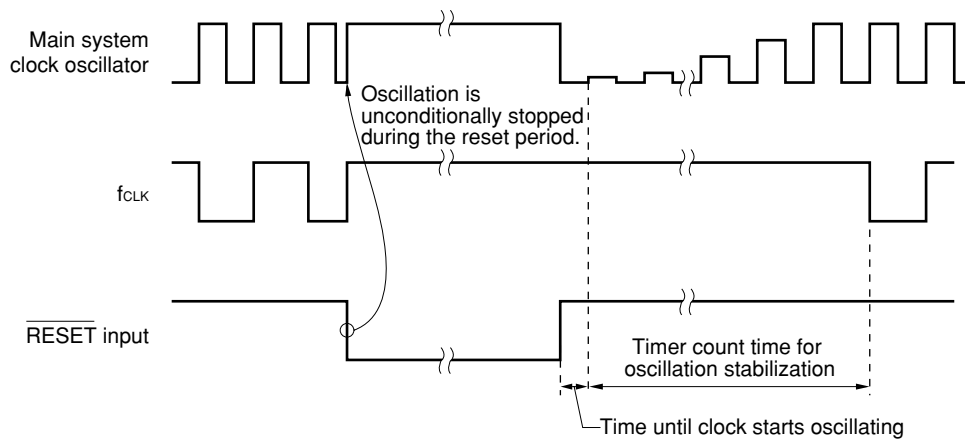 Main system
clock oscillator
Oscillation is
unconditionally stopped
during the reset period.
fCLK
RESET input
Timer count time for
oscillation stabilization
Time until clock starts oscillating